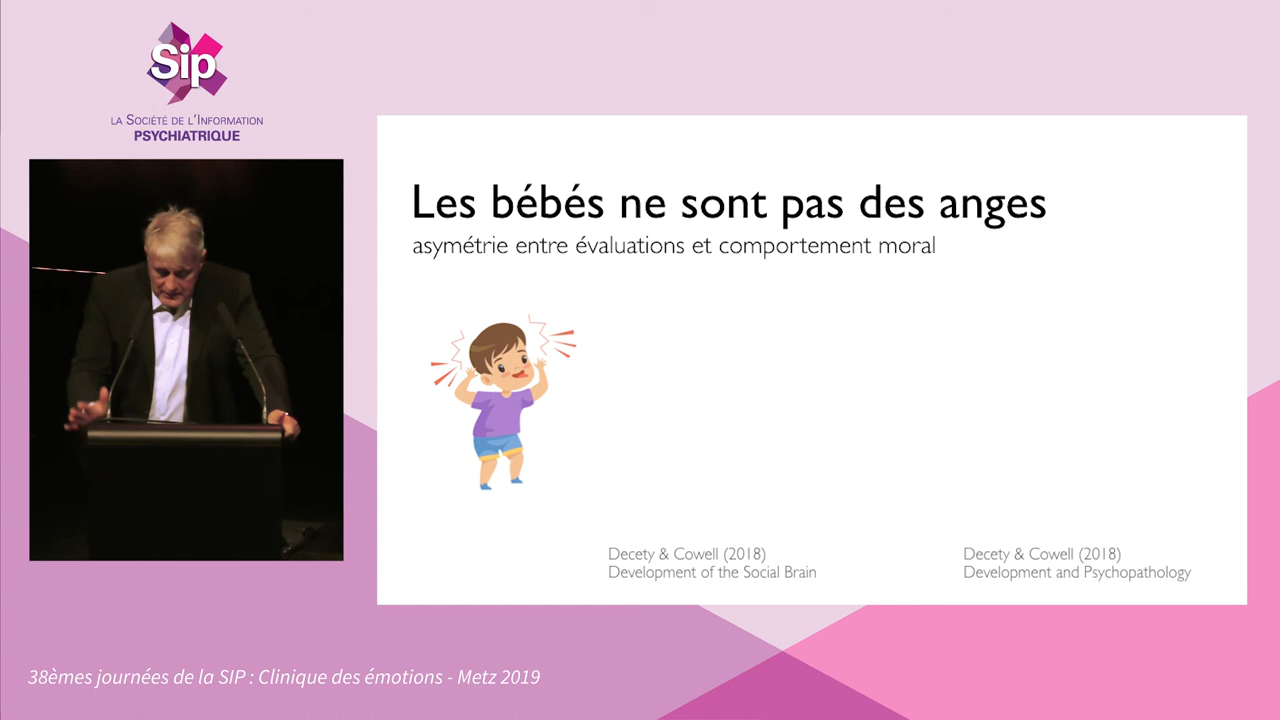 Sip
LA SOCIÉTÉ DE L'INFORMATION
PSYCHIATRIQUE
Les bébés ne sont pas des anges
asymétrie entre évaluations et comportement moral
Decety & Cowell (2018)
Development of the Social Brain
Decety & Cowell (2018)
Development and Psychopathology
38èmes journées de la SIP : Clinique des émotions - Metz 2019